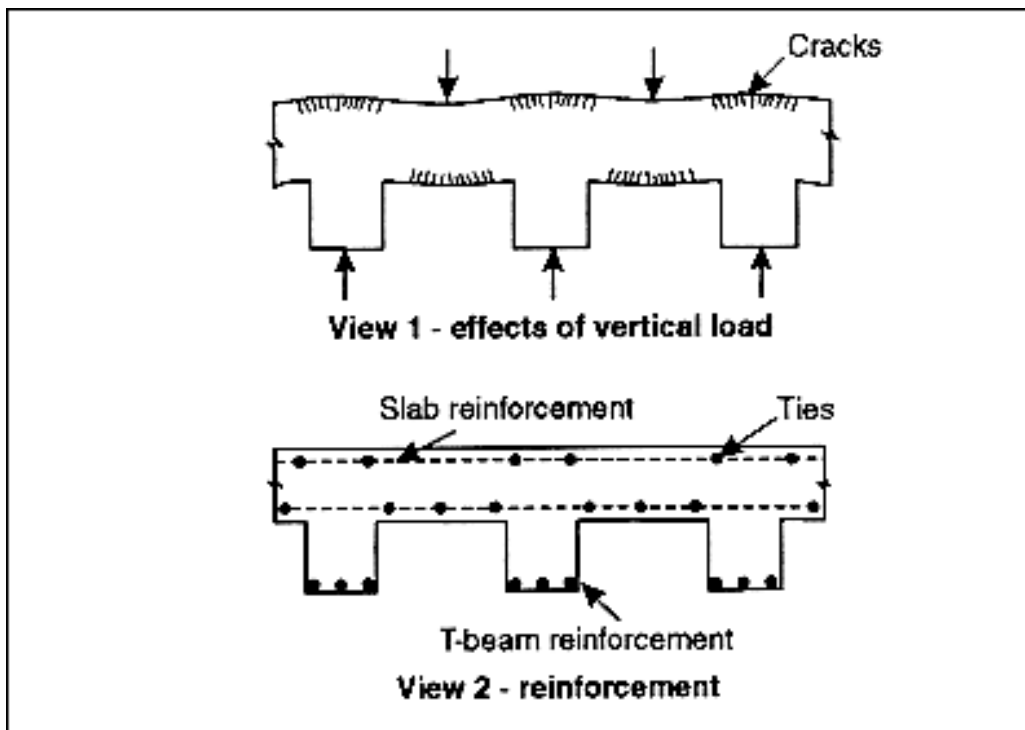 Cracks
View 1 - effects of vertical load
Slab reinforcement
Ties
T-beam reinforcement
View 2 - reinforcement